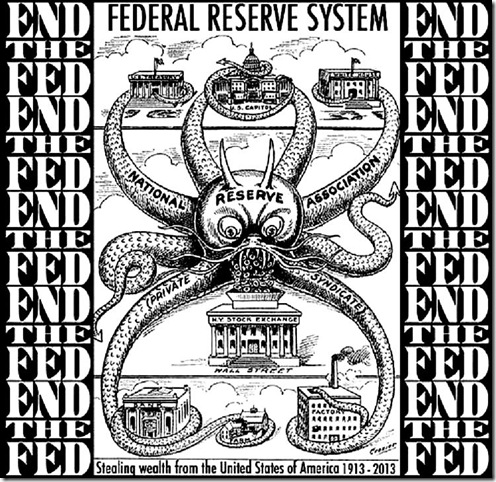 FEDERAL RESERVE SYSTEM
END
THE
FED
END
THE
FED
END
THE
FED
END
THE
FED
END
THE
FED
U.S. CAPITOL
NATIONAL
RESERVE
ASSOCIATION
(PRIVATE
SYNDICATE)
N.Y. STOCK EXCHANGE
WALL STREET
BANK
FACTORY
END
THE
FED
END
THE
FED
END
THE
FED
END
THE
FED
END
THE
FED
Stealing wealth from the United States of America 1913 - 2013